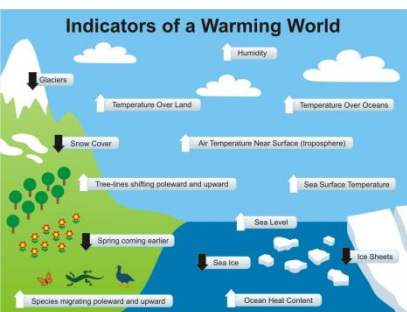 Indicators of a Warming World
Humidity
Glaciers
Temperature Over Land
Temperature Over Oceans
Snow Cover
Air Temperature Near Surface (troposphere)
Tree-lines shifting poleward and upward
Sea Surface Temperature
Sea Level
Spring coming earlier
Sea Ice
Ice Sheets
Species migrating poleward and upward
Ocean Heat Content